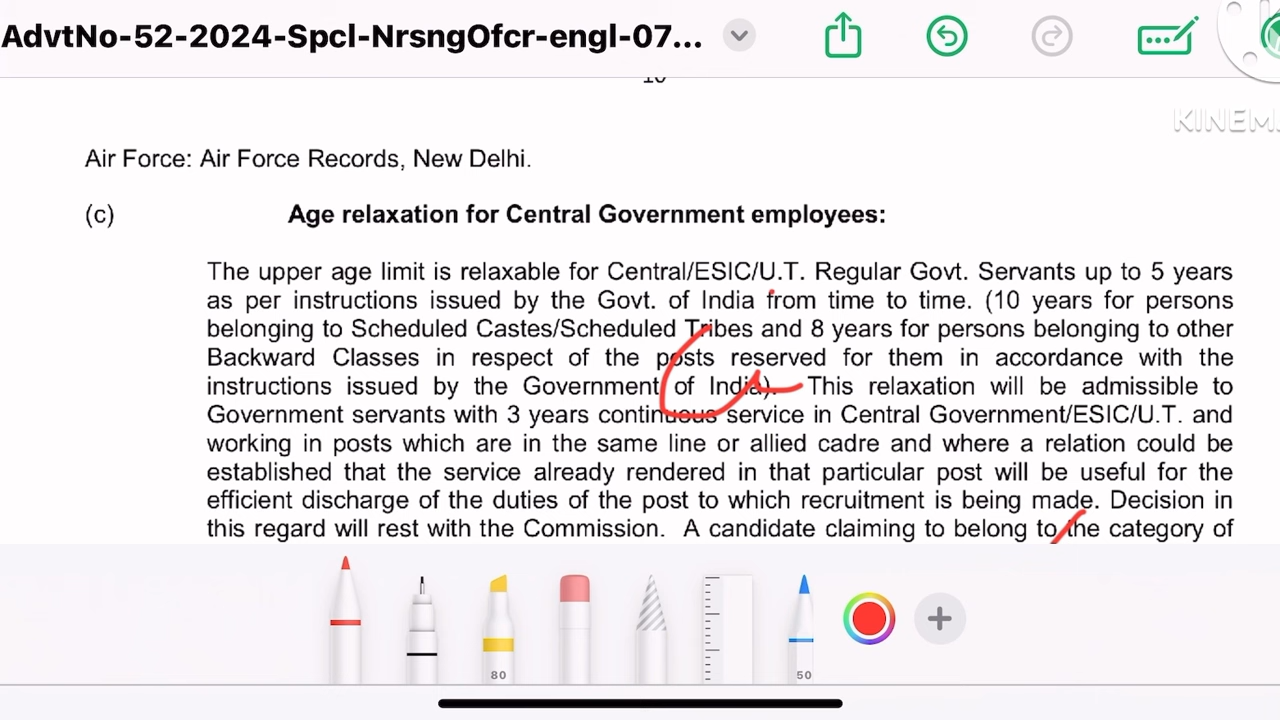 AdvtNo-52-2024-Spcl-NrsngOfcr-engl-07...
Air Force: Air Force Records, New Delhi.
(c) Age relaxation for Central Government employees:
The upper age limit is relaxable for Central/ESIC/U.T. Regular Govt. Servants up to 5 years
as per instructions issued by the Govt. of India from time to time. (10 years for persons
belonging to Scheduled Castes/Scheduled Tribes and 8 years for persons belonging to other
Backward Classes in respect of the posts reserved for them in accordance with the
instructions issued by the Government of India). This relaxation will be admissible to
Government servants with 3 years continuous service in Central Government/ESIC/U.T. and
working in posts which are in the same line or allied cadre and where a relation could be
established that the service already rendered in that particular post will be useful for the
efficient discharge of the duties of the post to which recruitment is being made. Decision in
this regard will rest with the Commission. A candidate claiming to belong to the category of
80
50